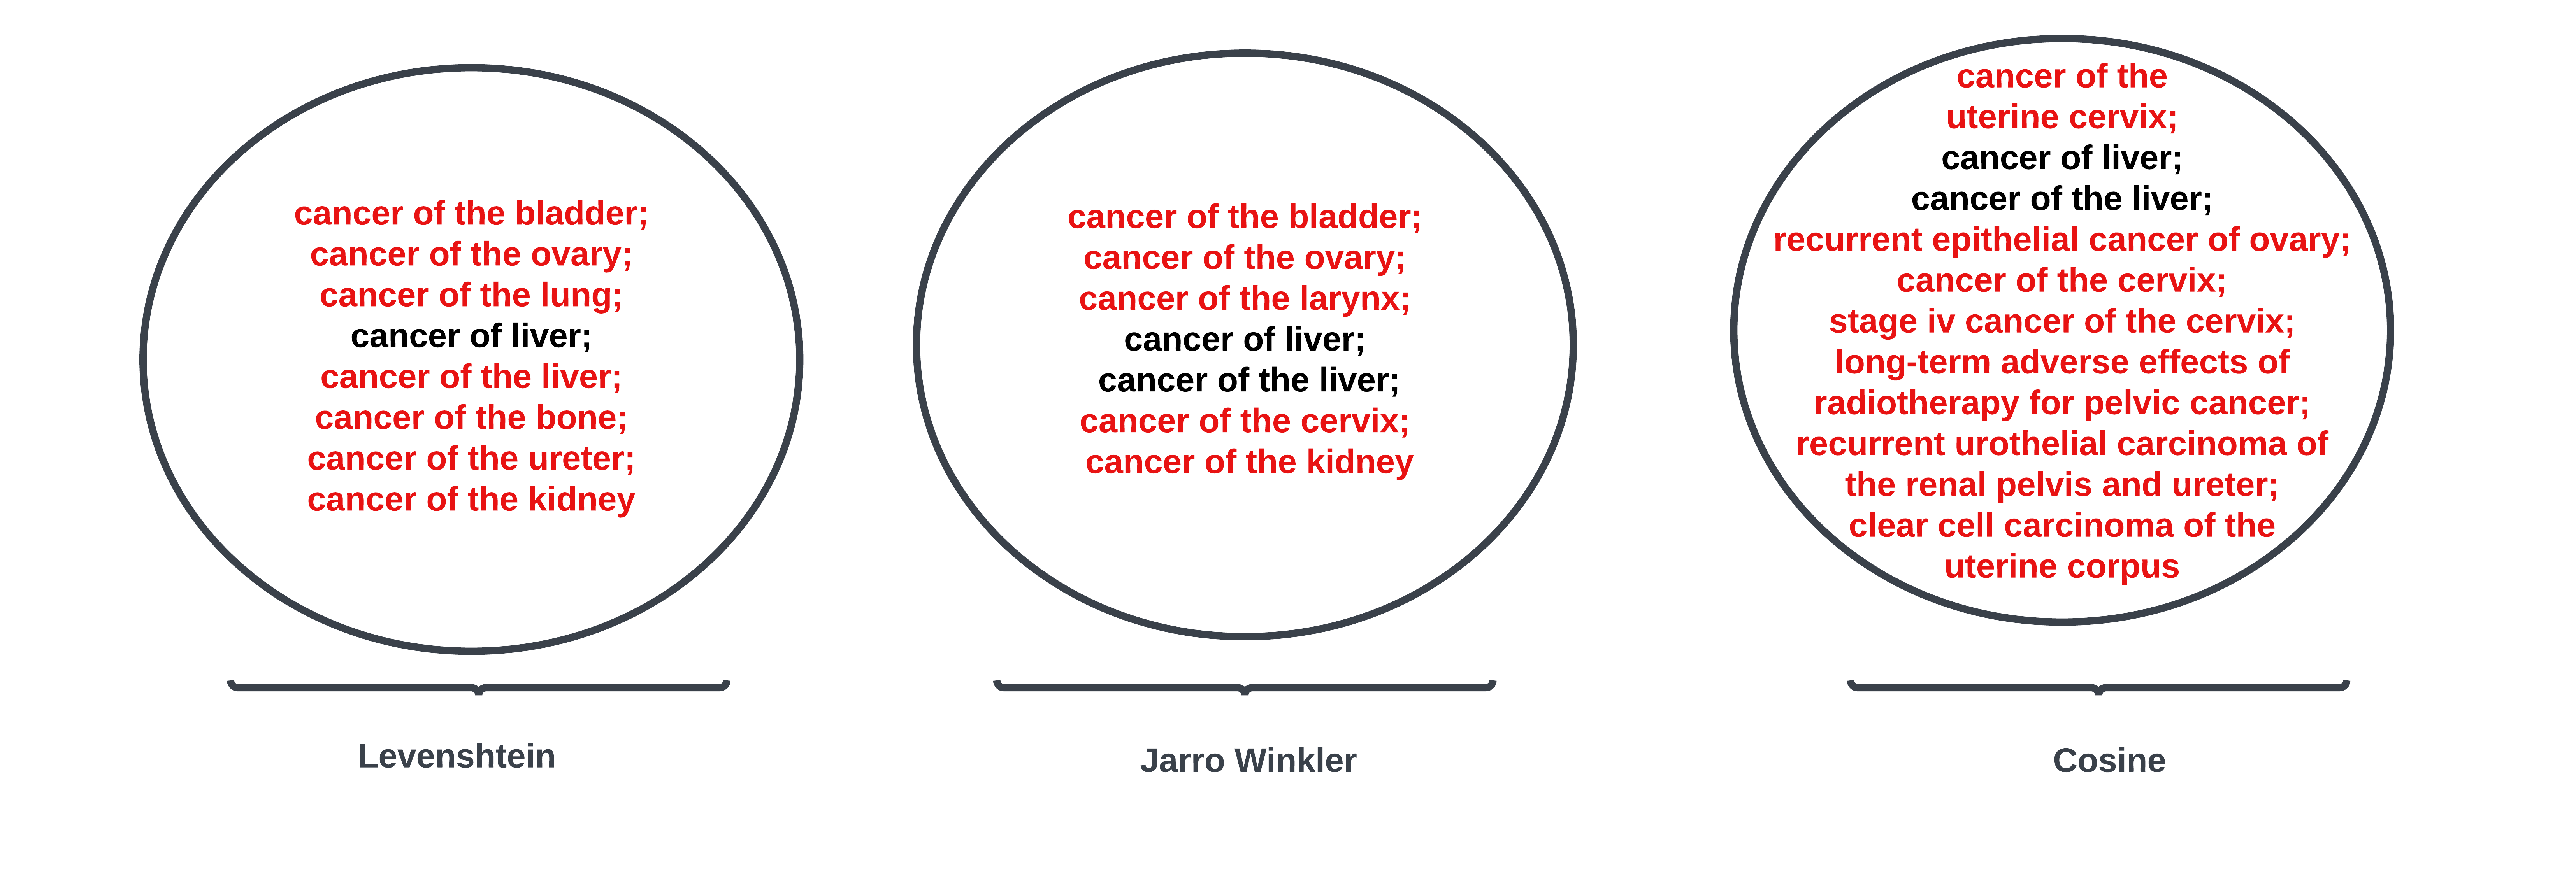 cancer of the bladder;
cancer of the ovary;
cancer of the lung;
cancer of liver;
cancer of the liver;
cancer of the bone;
cancer of the ureter;
cancer of the kidney
Levenshtein
cancer of the bladder;
cancer of the ovary;
cancer of the larynx;
cancer of liver;
cancer of the liver;
cancer of the cervix;
cancer of the kidney
Jarro Winkler
cancer of the
uterine cervix;
cancer of liver;
cancer of the liver;
recurrent epithelial cancer of ovary;
cancer of the cervix;
stage iv cancer of the cervix;
long-term adverse effects of
radiotherapy for pelvic cancer;
recurrent urothelial carcinoma of
the renal pelvis and ureter;
clear cell carcinoma of the
uterine corpus
Cosine